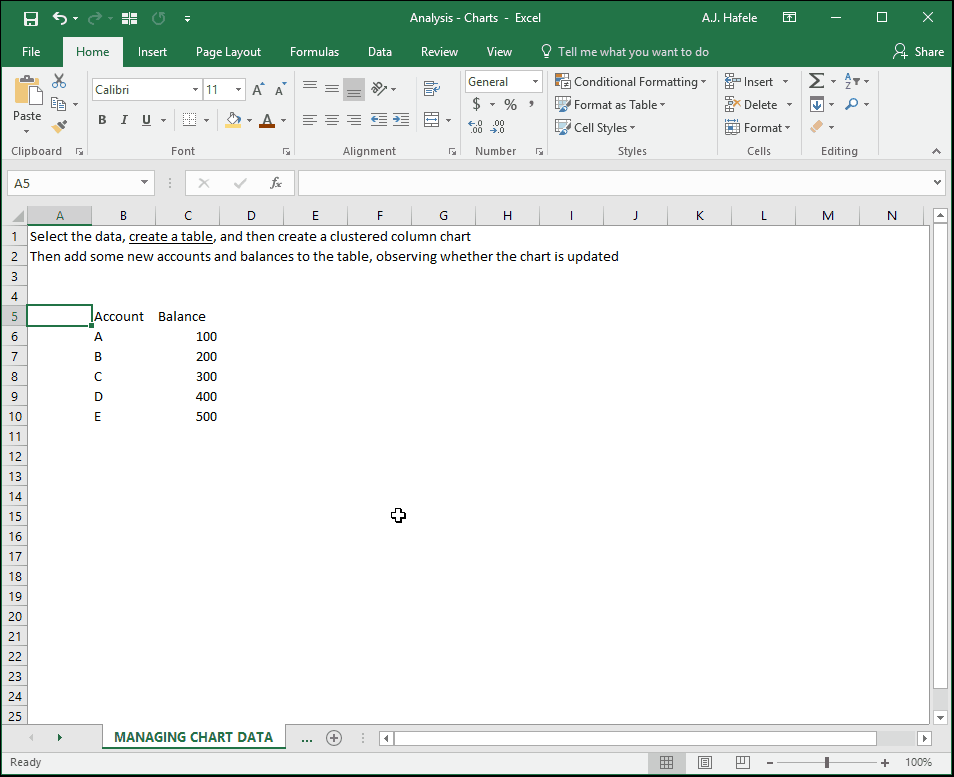 Analysis - Charts - Excel A.J. Hafele
File Home Insert Page Layout Formulas Data Review View Tell me what you want to do Share
Paste Calibri 11 A A General $ % , Conditional Formatting Insert Σ
B I U A .00 Format as Table Delete
Cell Styles Format
Clipboard Font Alignment Number Styles Cells Editing
A5 fx
A B C D E F G H I J K L M N
1 Select the data, create a table, and then create a clustered column chart
2 Then add some new accounts and balances to the table, observing whether the chart is updated
3
4
5 Account Balance
6 A 100
7 B 200
8 C 300
9 D 400
10 E 500
11
12
13
14
15
16
17
18
19
20
21
22
23
24
25
MANAGING CHART DATA ...
Ready 100%